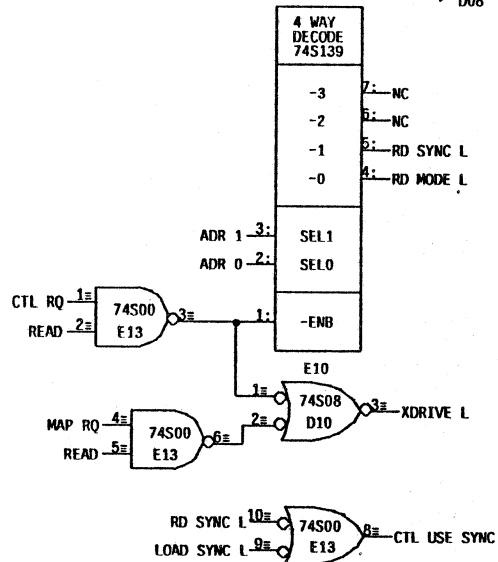 D08
4 WAY
DECODE
74S139
-3 7: NC
-2 6: NC
-1 5: RD SYNC L
-0 4: RD MODE L
ADR 1 3: SEL1
ADR 0 2: SEL0
CTL RQ 1≡
READ 2≡
74S00
E13
3≡
1: -ENB
E10
1≡
2≡
74S08
D10
3≡ XDRIVE L
MAP RQ 4≡
READ 5≡
74S00
E13
6≡
RD SYNC L 10≡
LOAD SYNC L 9≡
74S00
E13
8≡ CTL USE SYNC